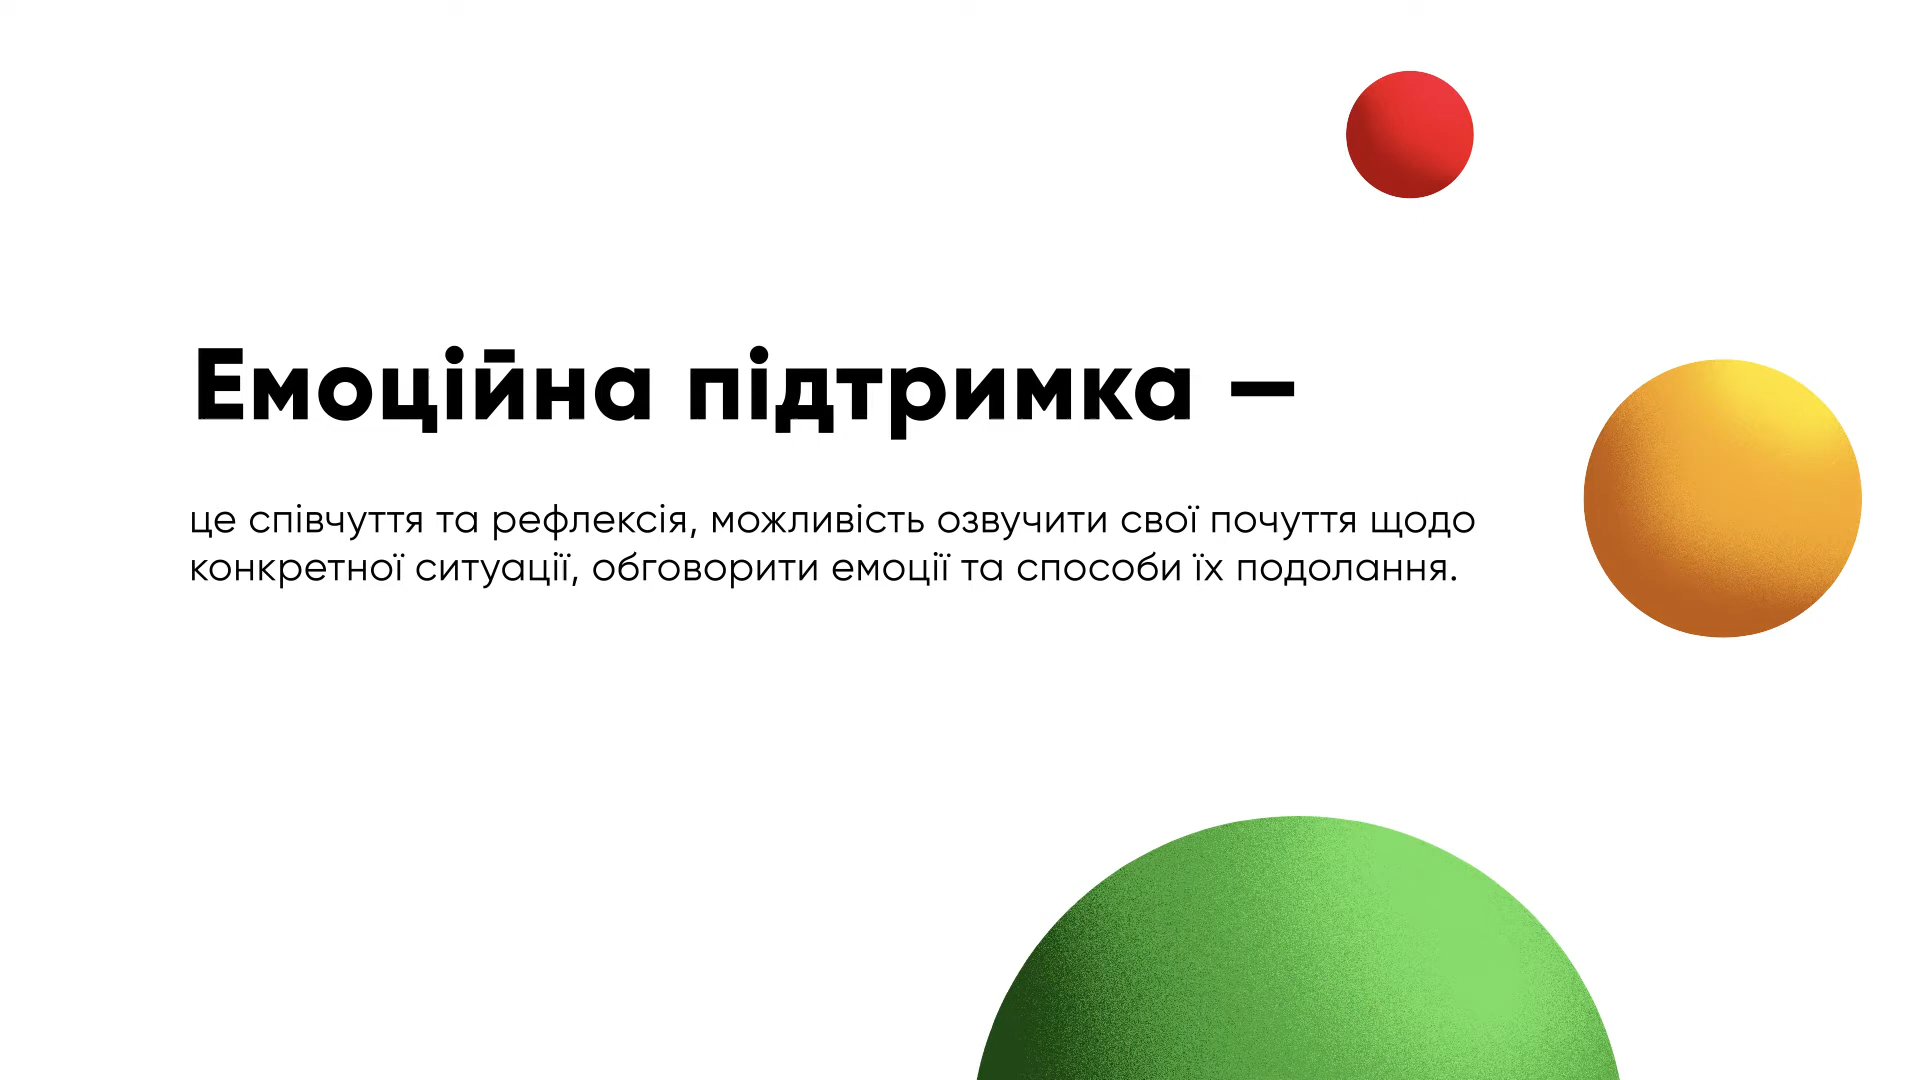 Емоційна підтримка –
це співчуття та рефлексія, можливість озвучити свої почуття щодо
конкретної ситуації, обговорити емоції та способи їх подолання.